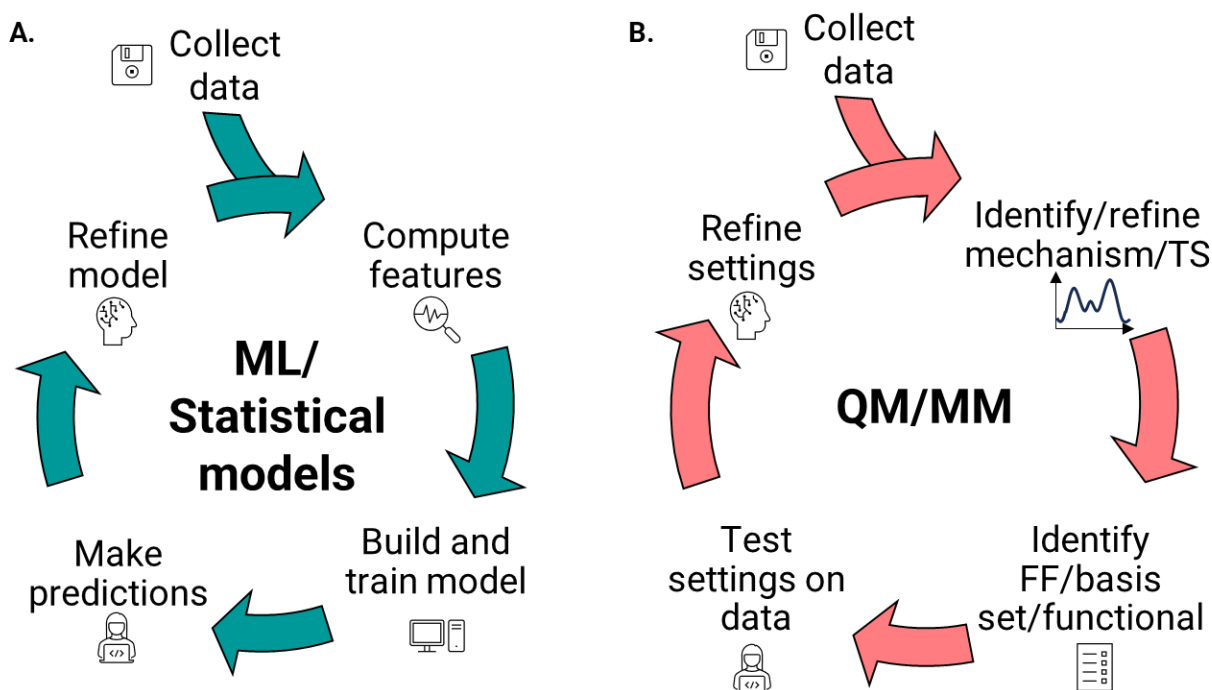 A.
Collect
data
Refine
model
Compute
features
ML/
Statistical
models
Make
predictions
Build and
train model
B.
Collect
data
Refine
settings
Identify/refine
mechanism/TS
QM/MM
Test
settings on
data
Identify
FF/basis
set/functional